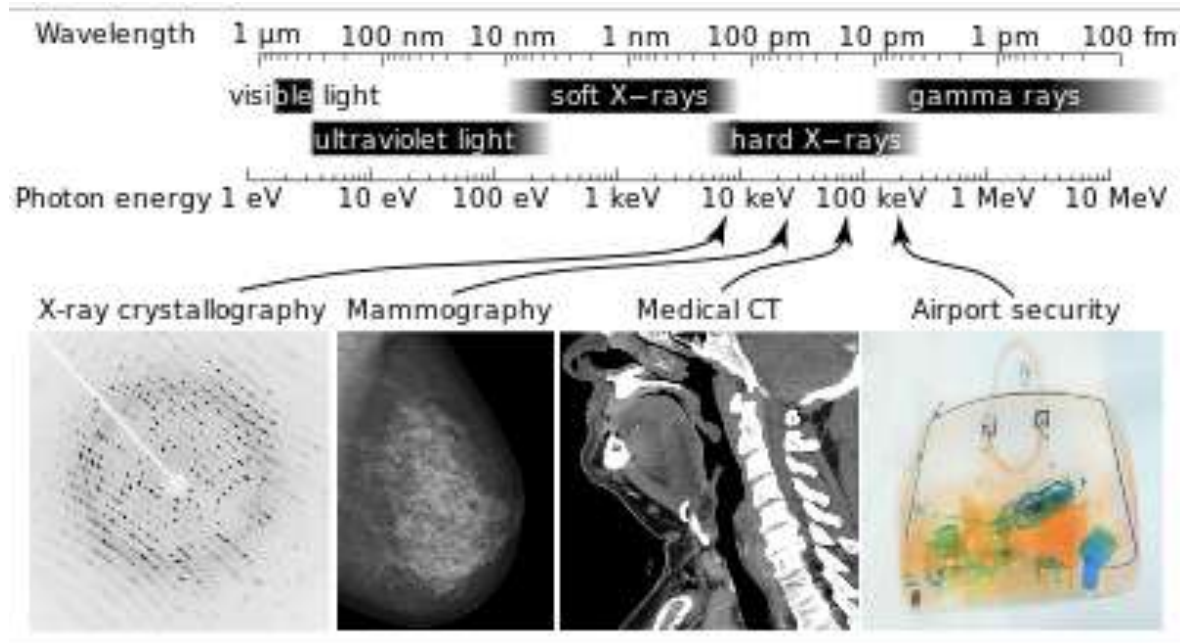 Wavelength 1 µm 100 nm 10 nm 1 nm 100 pm 10 pm 1 pm 100 fm
visible light soft X−rays gamma rays
ultraviolet light hard X−rays
Photon energy 1 eV 10 eV 100 eV 1 keV 10 keV 100 keV 1 MeV 10 MeV
X-ray crystallography Mammography Medical CT Airport security